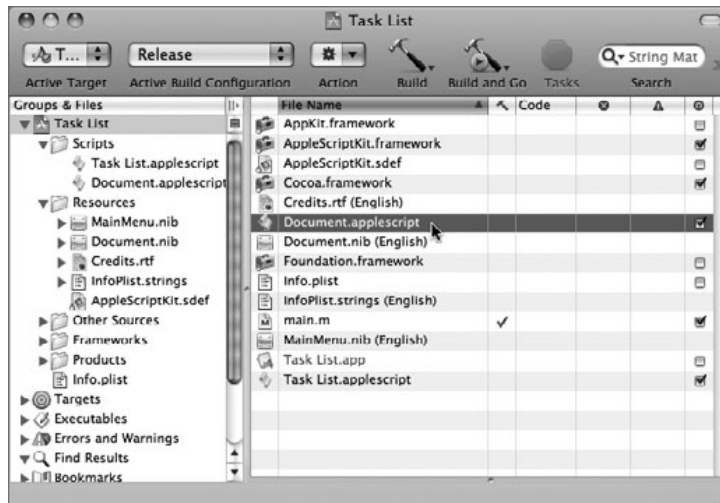 Task List
T... Release String Mat
Active Target Active Build Configuration Action Build Build and Go Tasks Search
Groups & Files
Task List
Scripts
Task List.applescript
Document.applescript
Resources
MainMenu.nib
Document.nib
Credits.rtf
InfoPlist.strings
AppleScriptKit.sdef
Other Sources
Frameworks
Products
Info.plist
Targets
Executables
Errors and Warnings
Find Results
Bookmarks
File Name Code
AppKit.framework
AppleScriptKit.framework
AppleScriptKit.sdef
Cocoa.framework
Credits.rtf (English)
Document.applescript
Document.nib (English)
Foundation.framework
Info.plist
InfoPlist.strings (English)
main.m
MainMenu.nib (English)
Task List.app
Task List.applescript